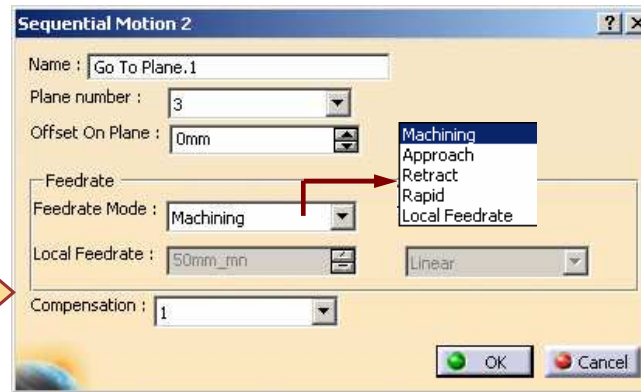 Sequential Motion 2
Name : Go To Plane.1
Plane number : 3
Offset On Plane : 0mm
Machining
Approach
Retract
Rapid
Local Feedrate
Feedrate
Feedrate Mode : Machining
Local Feedrate : 50mm_mn Linear
Compensation : 1
OK Cancel